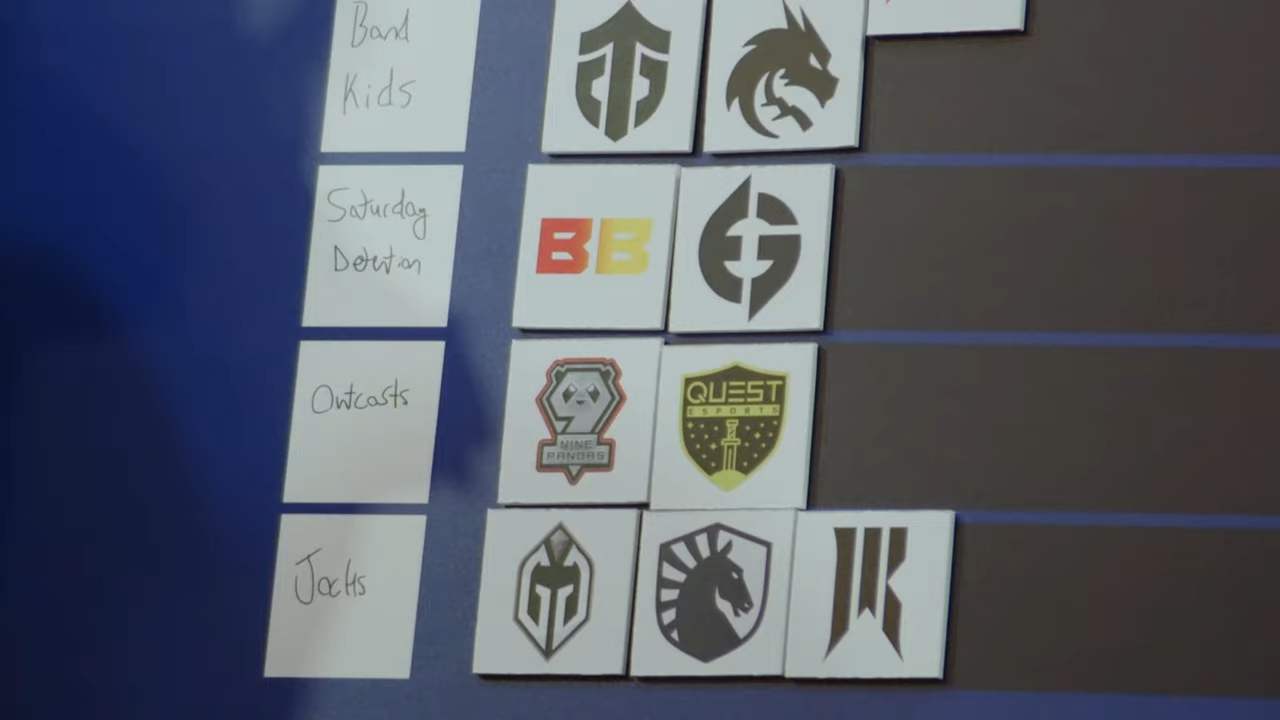 Band
Kids
Saturday
Detention
BB
NINE
PANDAS
QUEST
ESPORTS
Outcasts
Jocks